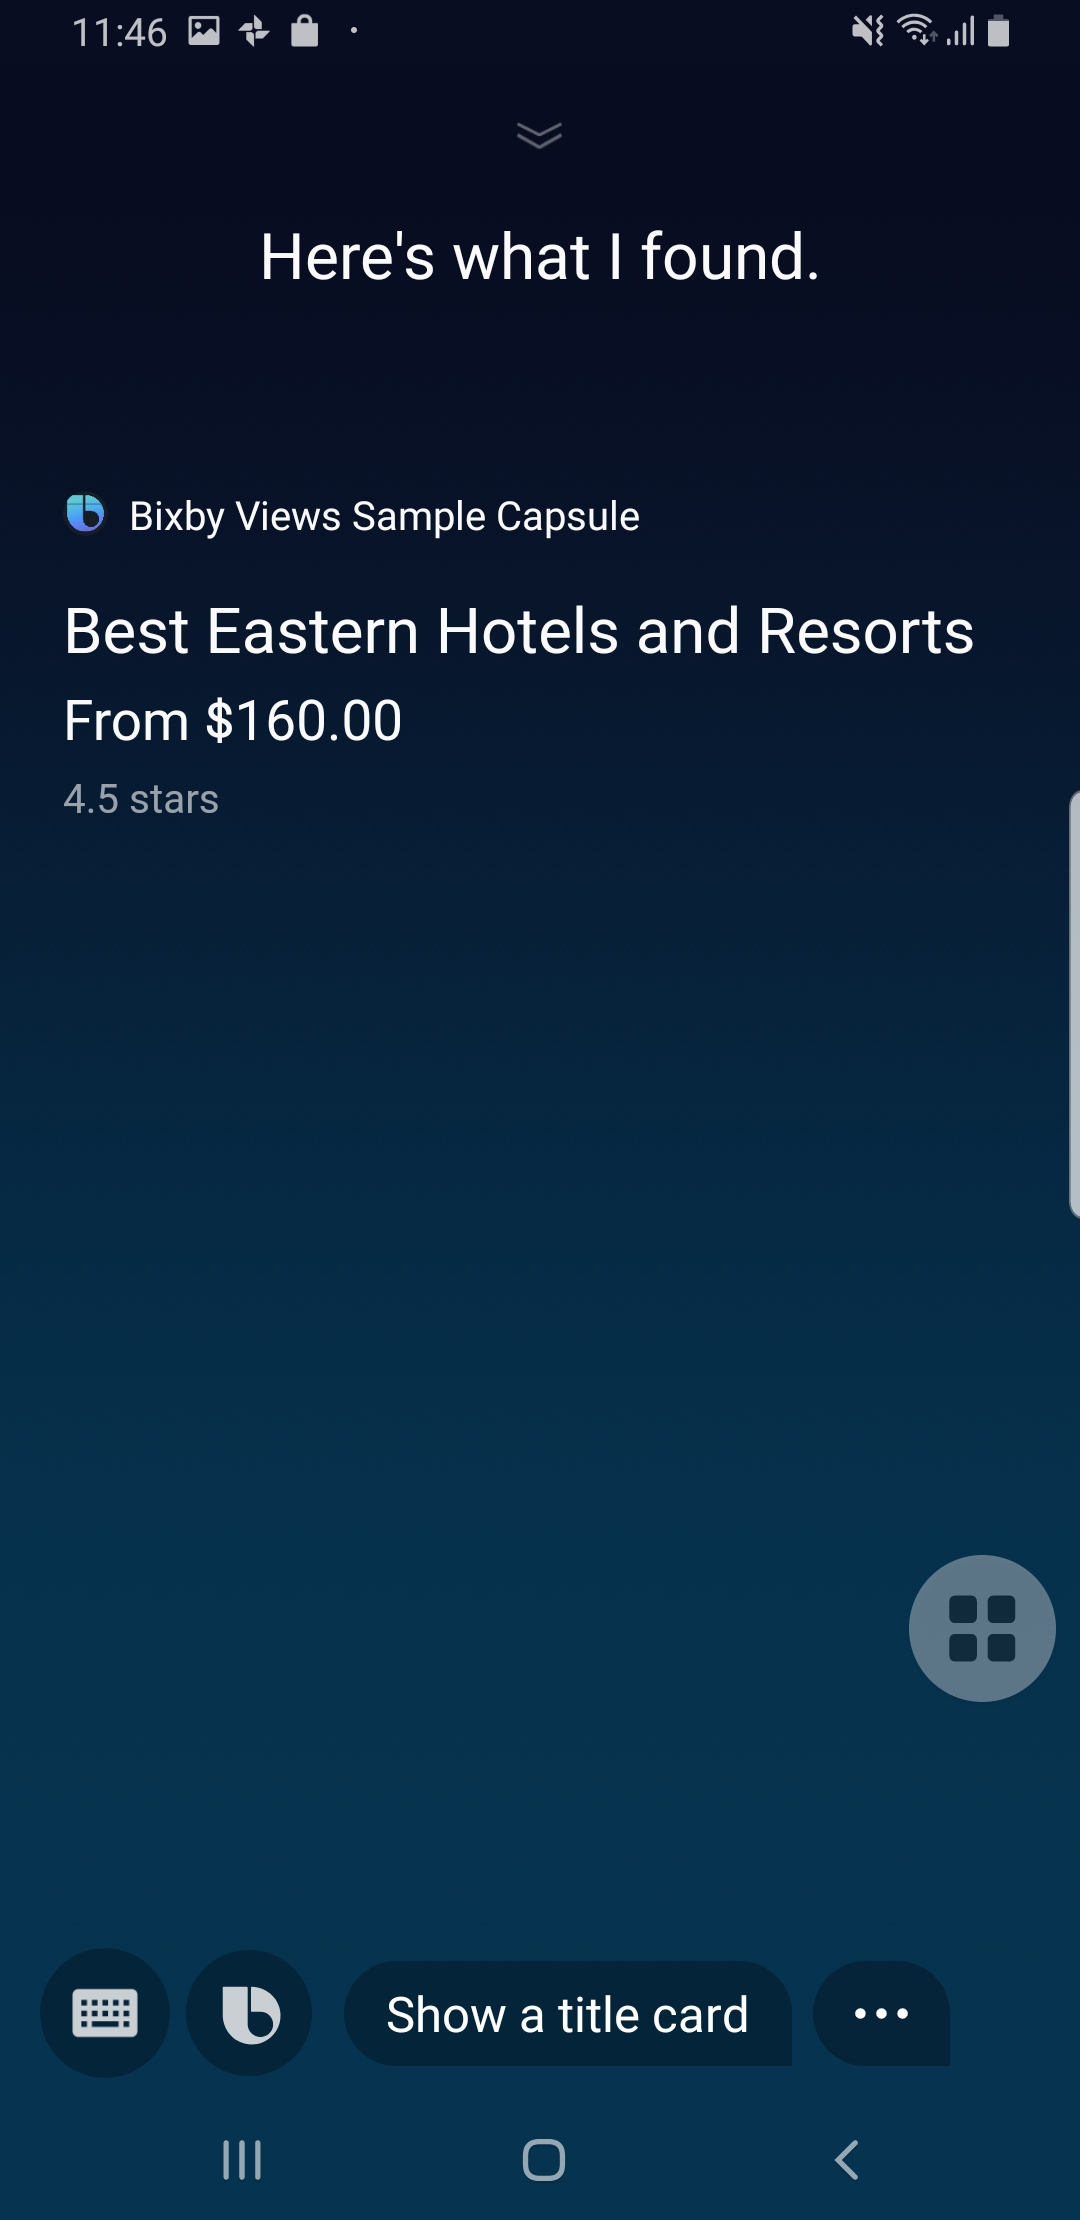 11:46
Here's what I found.
Bixby Views Sample Capsule
Best Eastern Hotels and Resorts
From $160.00
4.5 stars
Show a title card